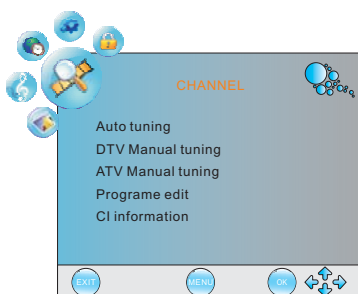 CHANNEL
Auto tuning
DTV Manual tuning
ATV Manual tuning
Programe edit
CI information
EXIT
MENU
OK